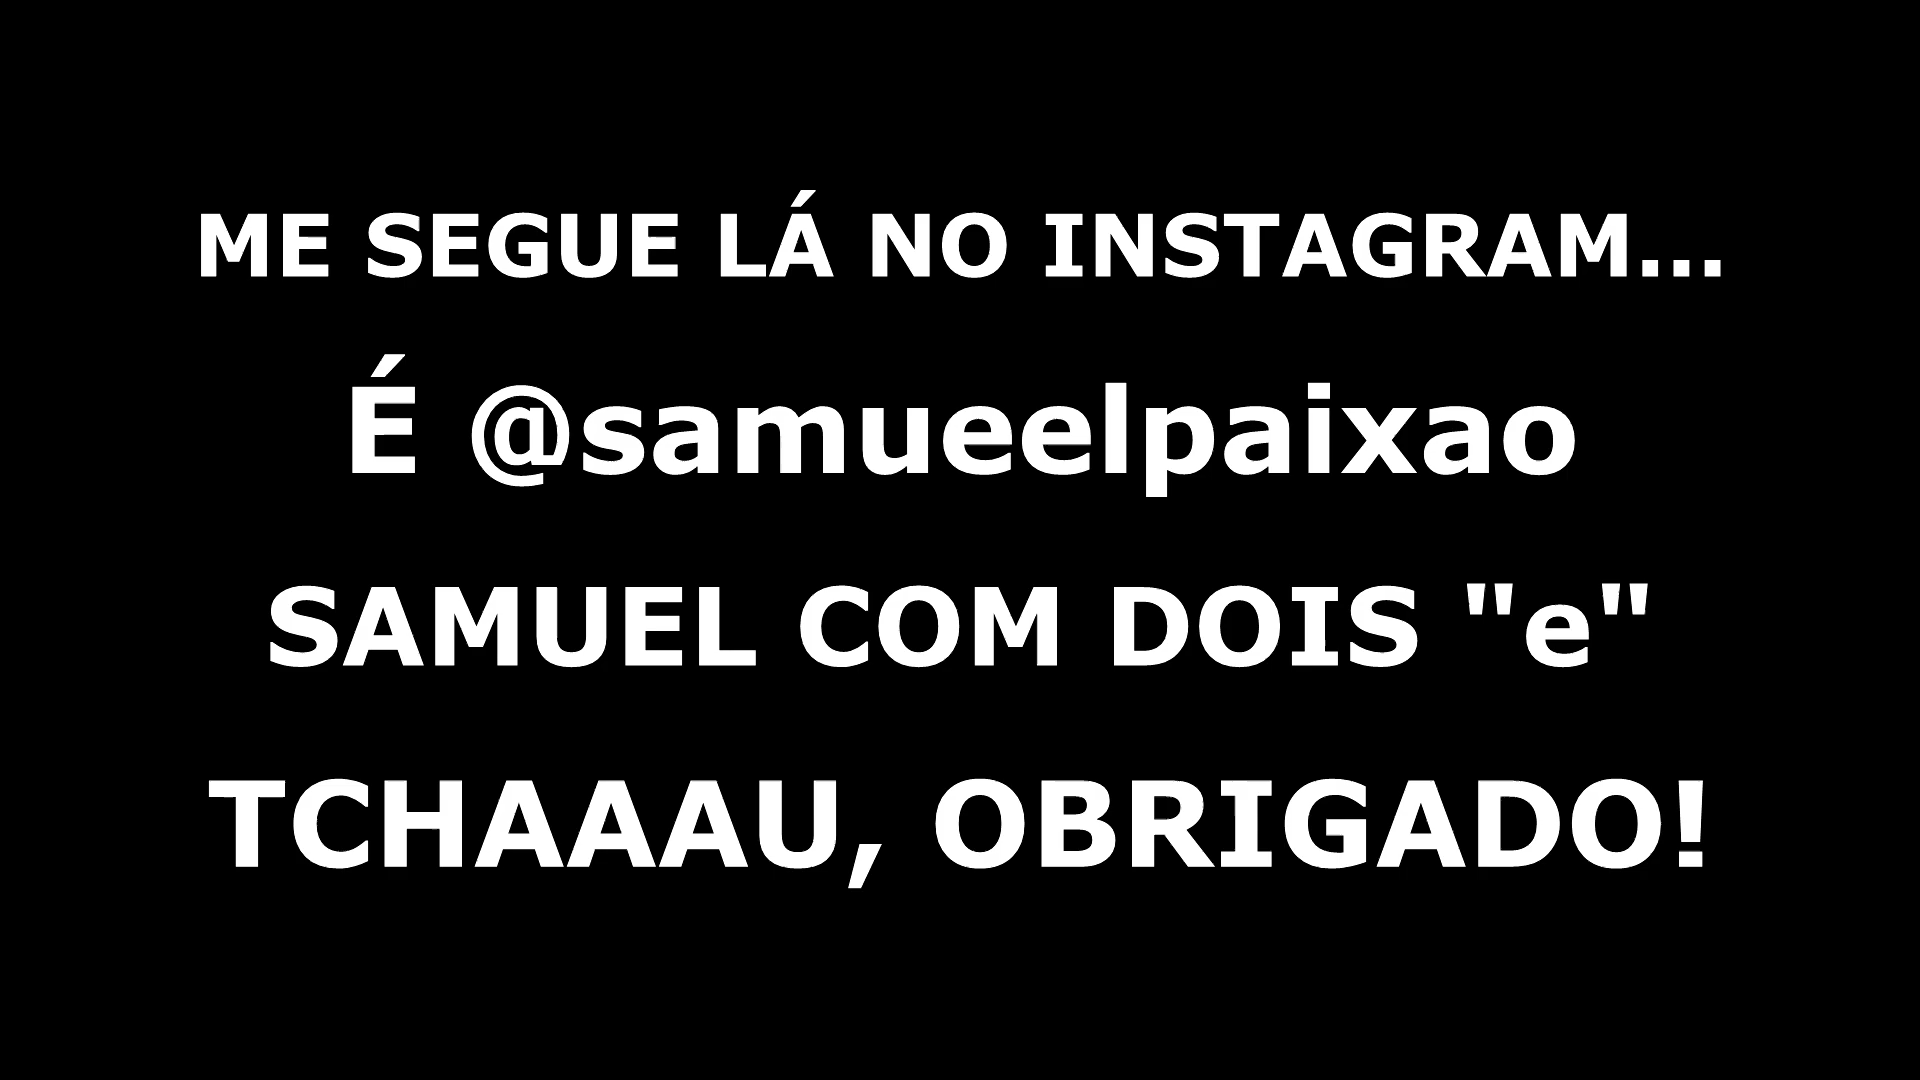 ME SEGUE LÁ NO INSTAGRAM...
É @samueelpaixao
SAMUEL COM DOIS "e"
TCHAAAU, OBRIGADO!